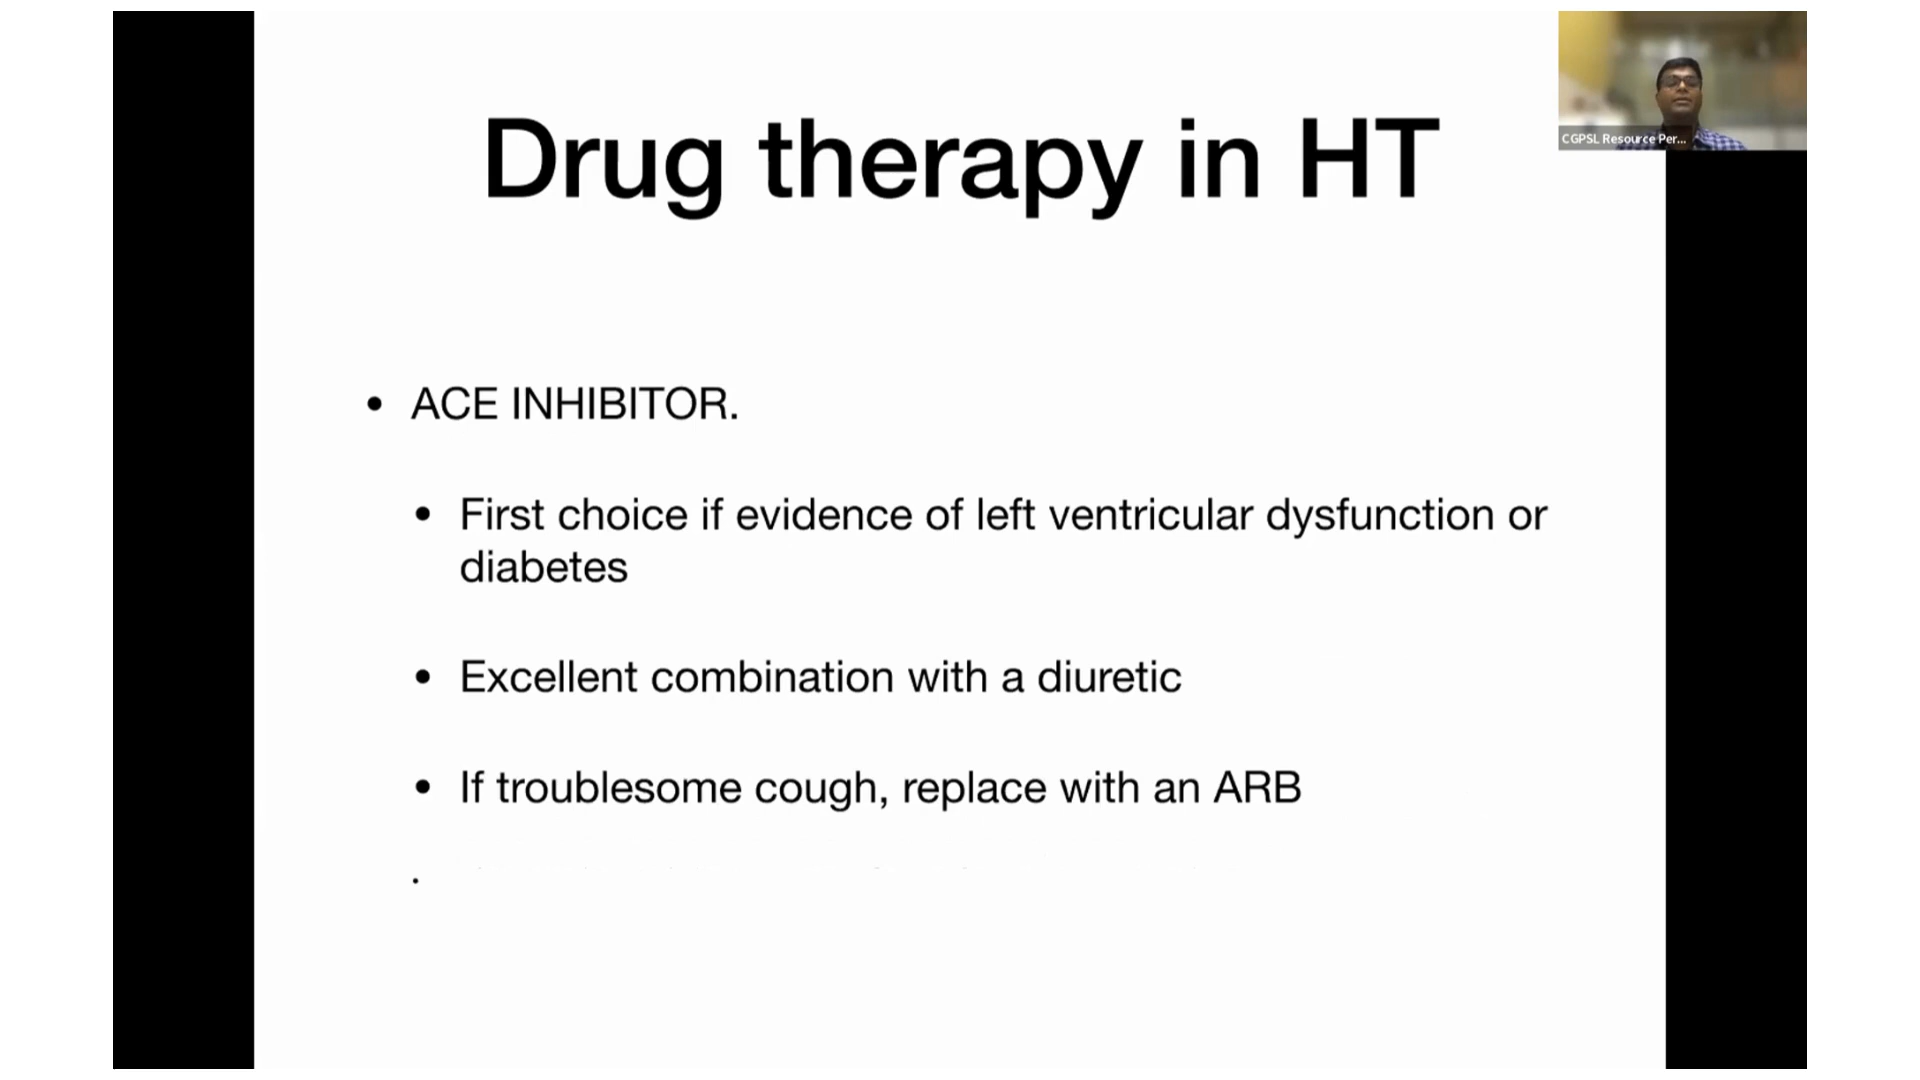 CGPSL Resource Per...
Drug therapy in HT
• ACE INHIBITOR.
• First choice if evidence of left ventricular dysfunction or
diabetes
• Excellent combination with a diuretic
• If troublesome cough, replace with an ARB